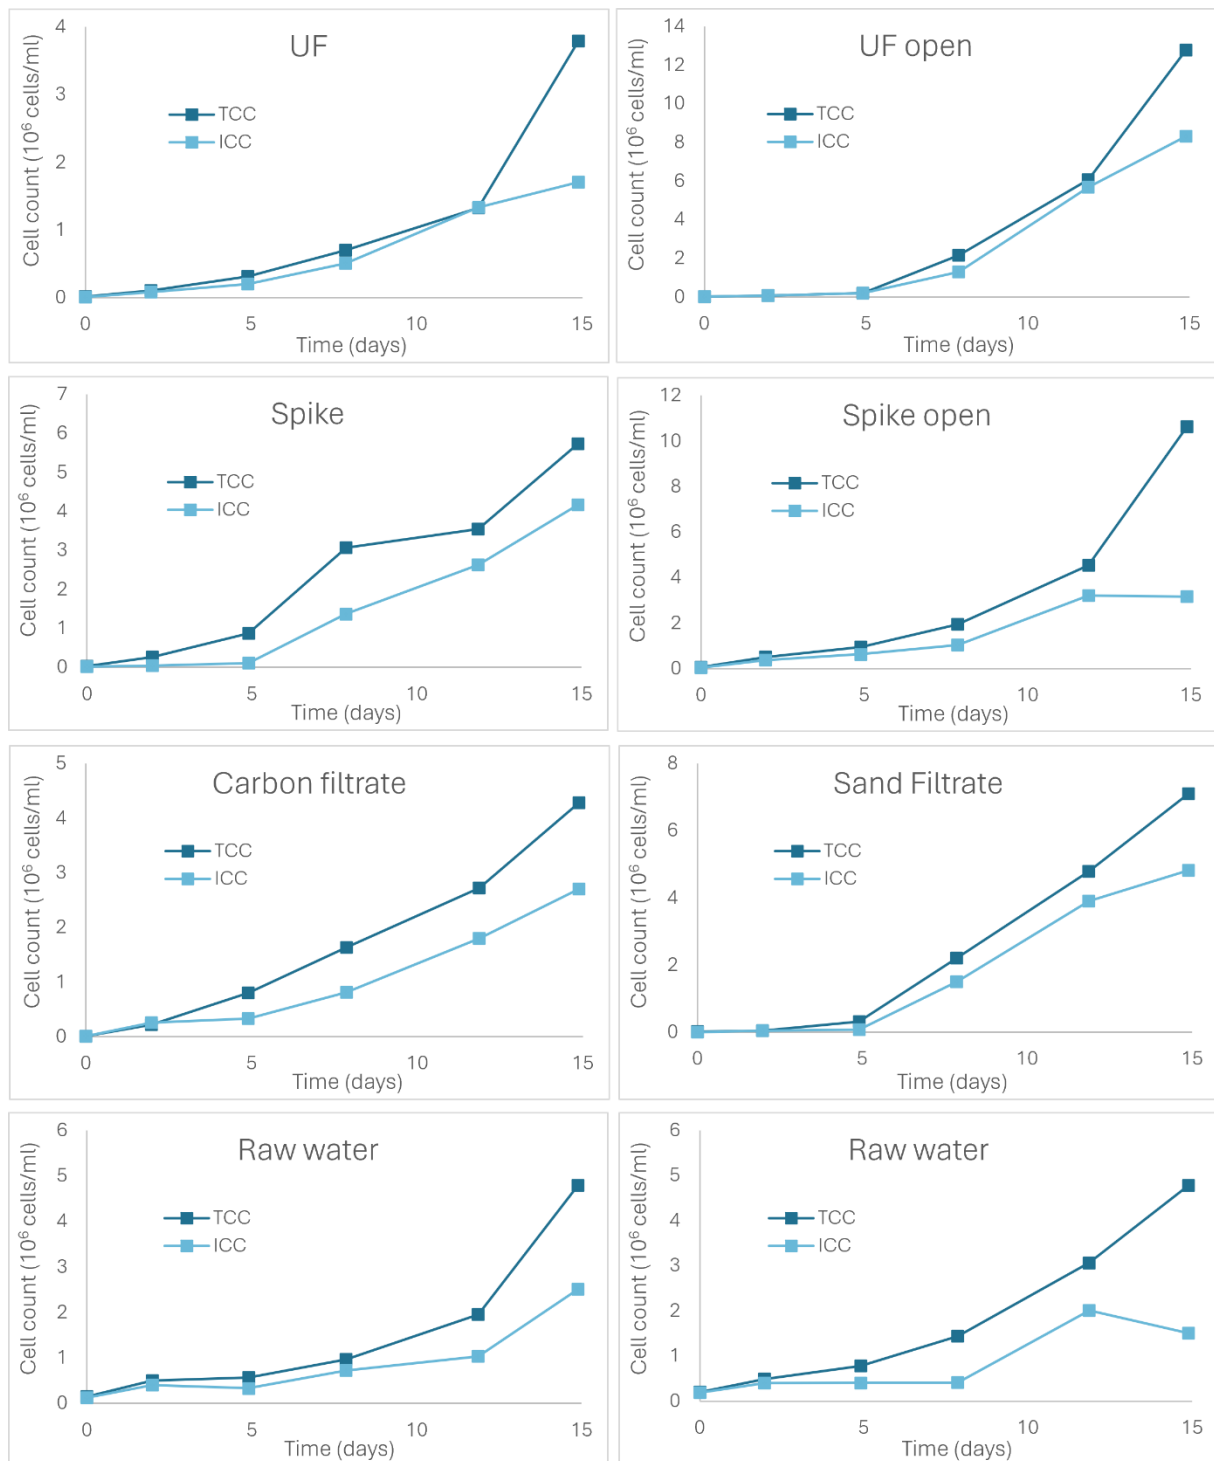 UF
Cell count (10⁶ cells/ml)
4
3
2
1
0
TCC
ICC
0 5 10 15
Time (days)
UF open
Cell count (10⁶ cells/ml)
14
12
10
8
6
4
2
0
TCC
ICC
0 5 10 15
Time (days)
Spike
Cell count (10⁶ cells/ml)
7
6
5
4
3
2
1
0
TCC
ICC
0 5 10 15
Time (days)
Spike open
Cell count (10⁶ cells/ml)
12
10
8
6
4
2
0
TCC
ICC
0 5 10 15
Time (days)
Carbon filtrate
Cell count (10⁶ cells/ml)
5
4
3
2
1
0
TCC
ICC
0 5 10 15
Time (days)
Sand Filtrate
Cell count (10⁶ cells/ml)
8
6
4
2
0
TCC
ICC
0 5 10 15
Time (days)
Raw water
Cell count (10⁶ cells/ml)
6
5
4
3
2
1
0
TCC
ICC
0 5 10 15
Time (days)
Raw water
Cell count (10⁶ cells/ml)
6
5
4
3
2
1
0
TCC
ICC
0 5 10 15
Time (days)